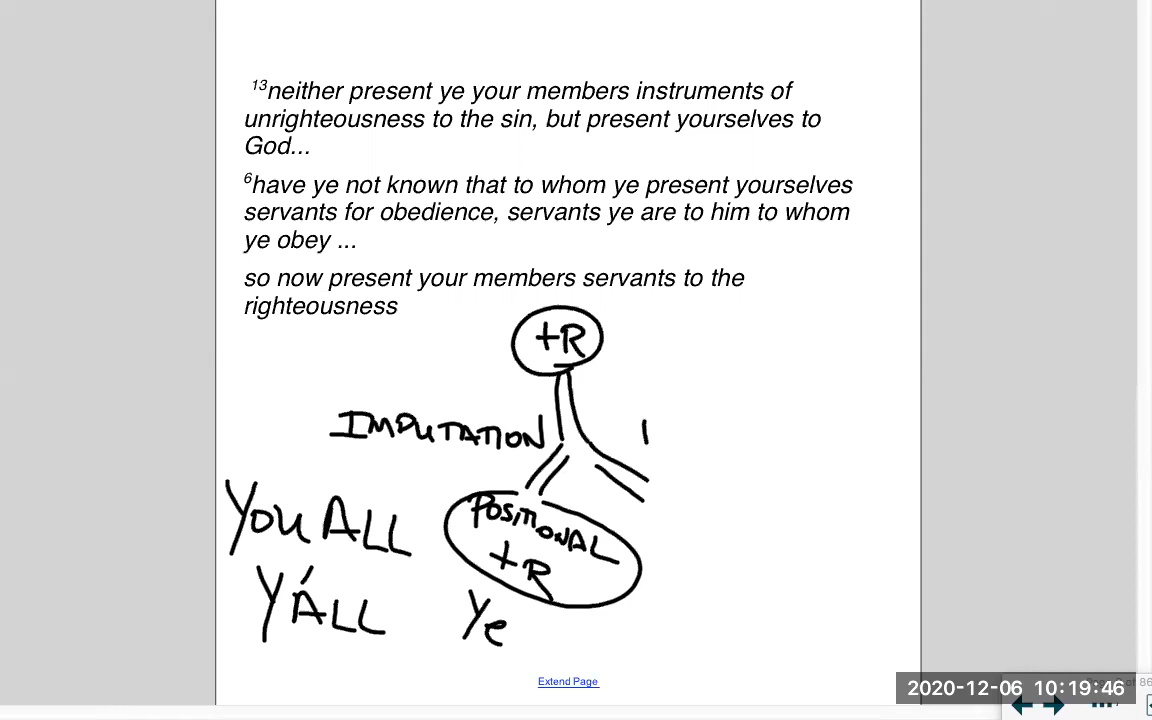 13neither present ye your members instruments of
unrighteousness to the sin, but present yourselves to
God...
6have ye not known that to whom ye present yourselves
servants for obedience, servants ye are to him to whom
ye obey ...
so now present your members servants to the
righteousness
+R
IMPUTATION
POSITIONAL
+R
YOU ALL
Y'ALL
Ye
Extend Page
2020-12-06 10:19:46